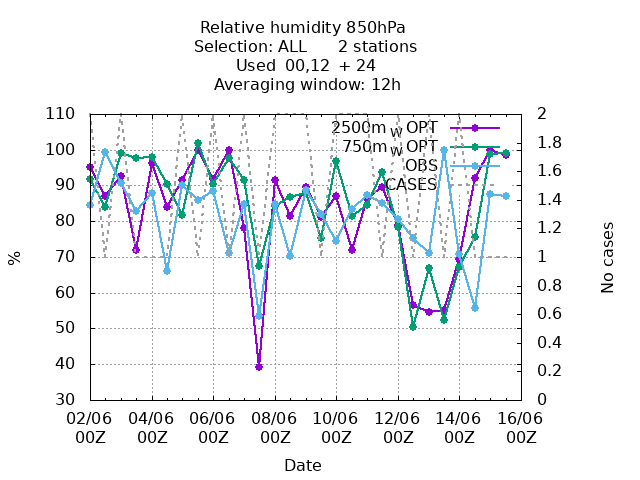 Relative humidity 850hPa
Selection: ALL 2 stations
Used 00,12 + 24
Averaging window: 12h
110
100
90
80
70
60
50
40
30
%
2
1.8
1.6
1.4
1.2
1
0.8
0.6
0.4
0.2
0
No cases
2500m W OPT
750m W OPT
OBS
CASES
02/06 04/06 06/06 08/06 10/06 12/06 14/06 16/06
00Z 00Z 00Z 00Z 00Z 00Z 00Z 00Z
Date